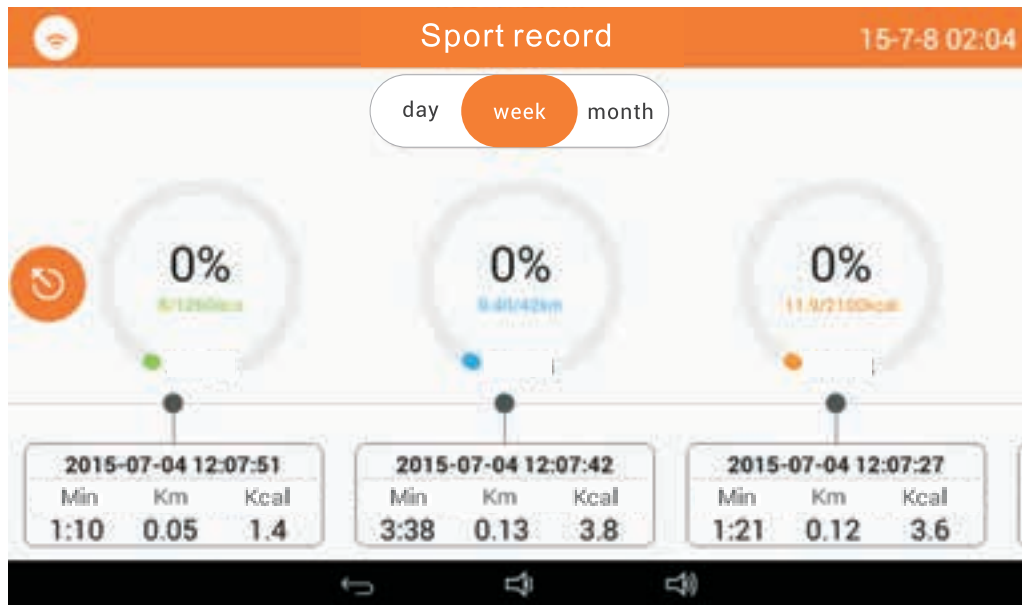 Sport record
15-7-8 02:04
day week month
0% 0% 0%
11.9/2100kcal
2015-07-04 12:07:51
Min Km Kcal
1:10 0.05 1.4
2015-07-04 12:07:42
Min Km Kcal
3:38 0.13 3.8
2015-07-04 12:07:27
Min Km Kcal
1:21 0.12 3.6